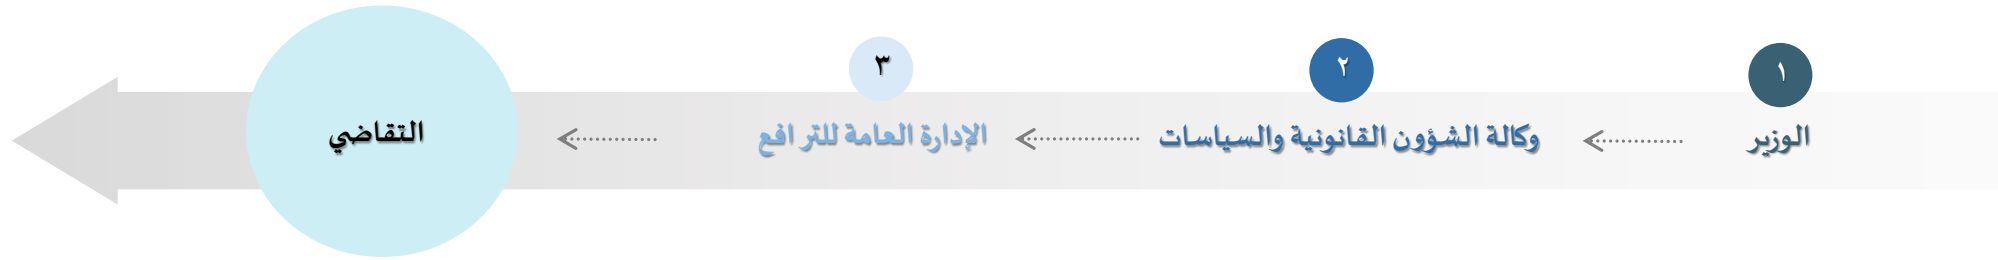 ١
الوزير
٢
وكالة الشؤون القانونية والسياسات
٣
الإدارة العامة للترافع
التقاضي